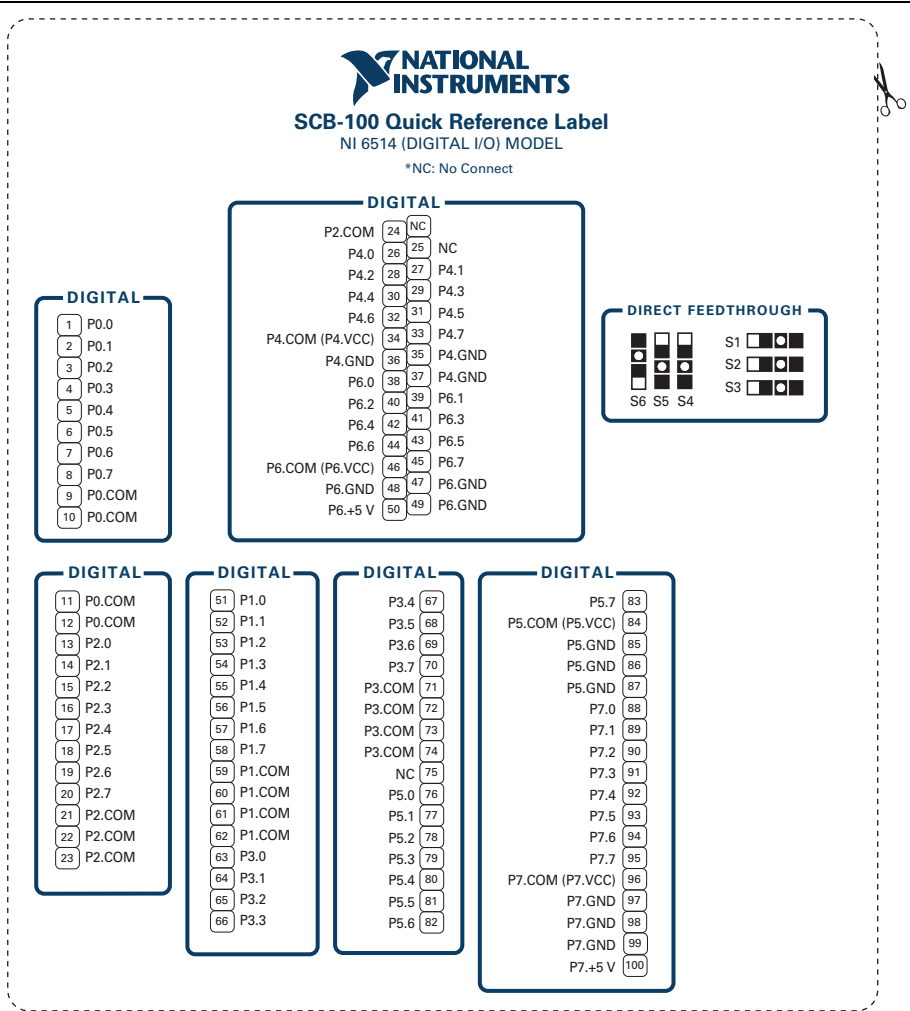 NATIONAL
INSTRUMENTS
SCB-100 Quick Reference Label
NI 6514 (DIGITAL I/O) MODEL
*NC: No Connect
DIGITAL
P2.COM 24 NC
P4.0 26 25 NC
P4.2 28 27 P4.1
P4.4 30 29 P4.3
P4.6 32 31 P4.5
P4.COM (P4.VCC) 34 33 P4.7
P4.GND 36 35 P4.GND
P6.0 38 37 P4.GND
P6.2 40 39 P6.1
P6.4 42 41 P6.3
P6.6 44 43 P6.5
P6.COM (P6.VCC) 46 45 P6.7
P6.GND 48 47 P6.GND
P6.+5 V 50 49 P6.GND
DIGITAL
1 P0.0
2 P0.1
3 P0.2
4 P0.3
5 P0.4
6 P0.5
7 P0.6
8 P0.7
9 P0.COM
10 P0.COM
DIRECT FEEDTHROUGH
S1
S2
S3
S6 S5 S4
DIGITAL
11 P0.COM
12 P0.COM
13 P2.0
14 P2.1
15 P2.2
16 P2.3
17 P2.4
18 P2.5
19 P2.6
20 P2.7
21 P2.COM
22 P2.COM
23 P2.COM
DIGITAL
51 P1.0
52 P1.1
53 P1.2
54 P1.3
55 P1.4
56 P1.5
57 P1.6
58 P1.7
59 P1.COM
60 P1.COM
61 P1.COM
62 P1.COM
63 P3.0
64 P3.1
65 P3.2
66 P3.3
DIGITAL
P3.4 67
P3.5 68
P3.6 69
P3.7 70
P3.COM 71
P3.COM 72
P3.COM 73
P3.COM 74
NC 75
P5.0 76
P5.1 77
P5.2 78
P5.3 79
P5.4 80
P5.5 81
P5.6 82
DIGITAL
P5.7 83
P5.COM (P5.VCC) 84
P5.GND 85
P5.GND 86
P5.GND 87
P7.0 88
P7.1 89
P7.2 90
P7.3 91
P7.4 92
P7.5 93
P7.6 94
P7.7 95
P7.COM (P7.VCC) 96
P7.GND 97
P7.GND 98
P7.GND 99
P7.+5 V 100